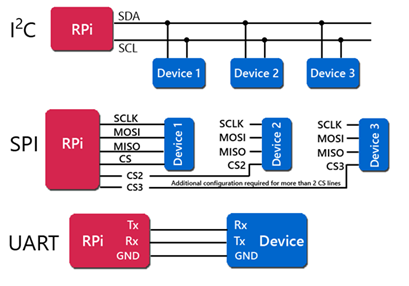 I²C
RPi
SDA
SCL
Device 1
Device 2
Device 3
SPI
RPi
SCLK
MOSI
MISO
CS
CS2
CS3
Device 1
SCLK
MOSI
MISO
CS2
Device 2
SCLK
MOSI
MISO
CS3
Device 3
Additional configuration required for more than 2 CS lines
UART
RPi
Tx
Rx
GND
Rx
Tx
GND
Device